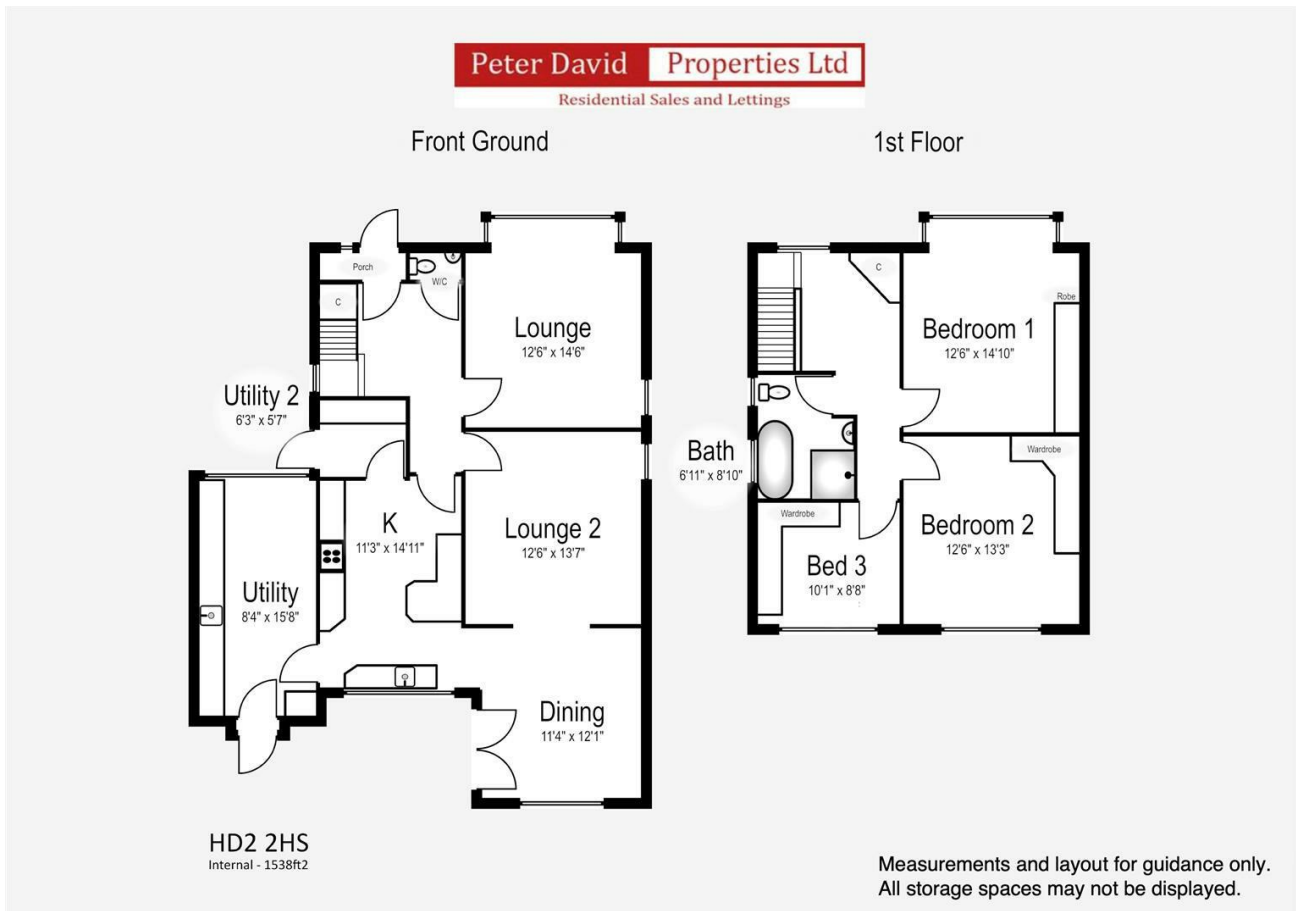 Peter David Properties Ltd
Residential Sales and Lettings
Front Ground
1st Floor
Porch
W/C
C
Lounge
12'6" x 14'6"
Utility 2
6'3" x 5'7"
K
11'3" x 14'11"
Lounge 2
12'6" x 13'7"
Utility
8'4" x 15'8"
Dining
11'4" x 12'1"
C
Robe
Bedroom 1
12'6" x 14'10"
Bath
6'11" x 8'10"
Wardrobe
Bedroom 2
12'6" x 13'3"
Wardrobe
Bed 3
10'1" x 8'8"
HD2 2HS
Internal - 1538ft2
Measurements and layout for guidance only.
All storage spaces may not be displayed.